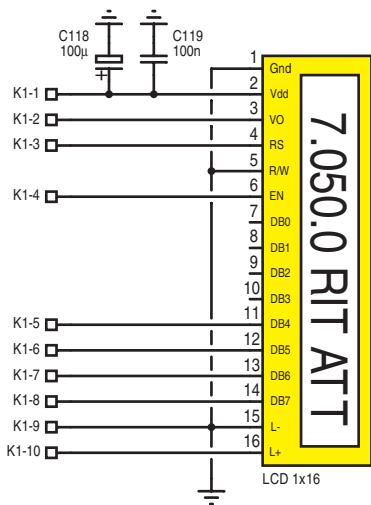 C118
100µ
C119
100n
K1-1
K1-2
K1-3
K1-4
K1-5
K1-6
K1-7
K1-8
K1-9
K1-10
1 Gnd
2 Vdd
3 VO
4 RS
5 R/W
6 EN
7 DB0
8 DB1
9 DB2
10 DB3
11 DB4
12 DB5
13 DB6
14 DB7
15 L-
16 L+
7.050.0 RIT ATT
LCD 1x16